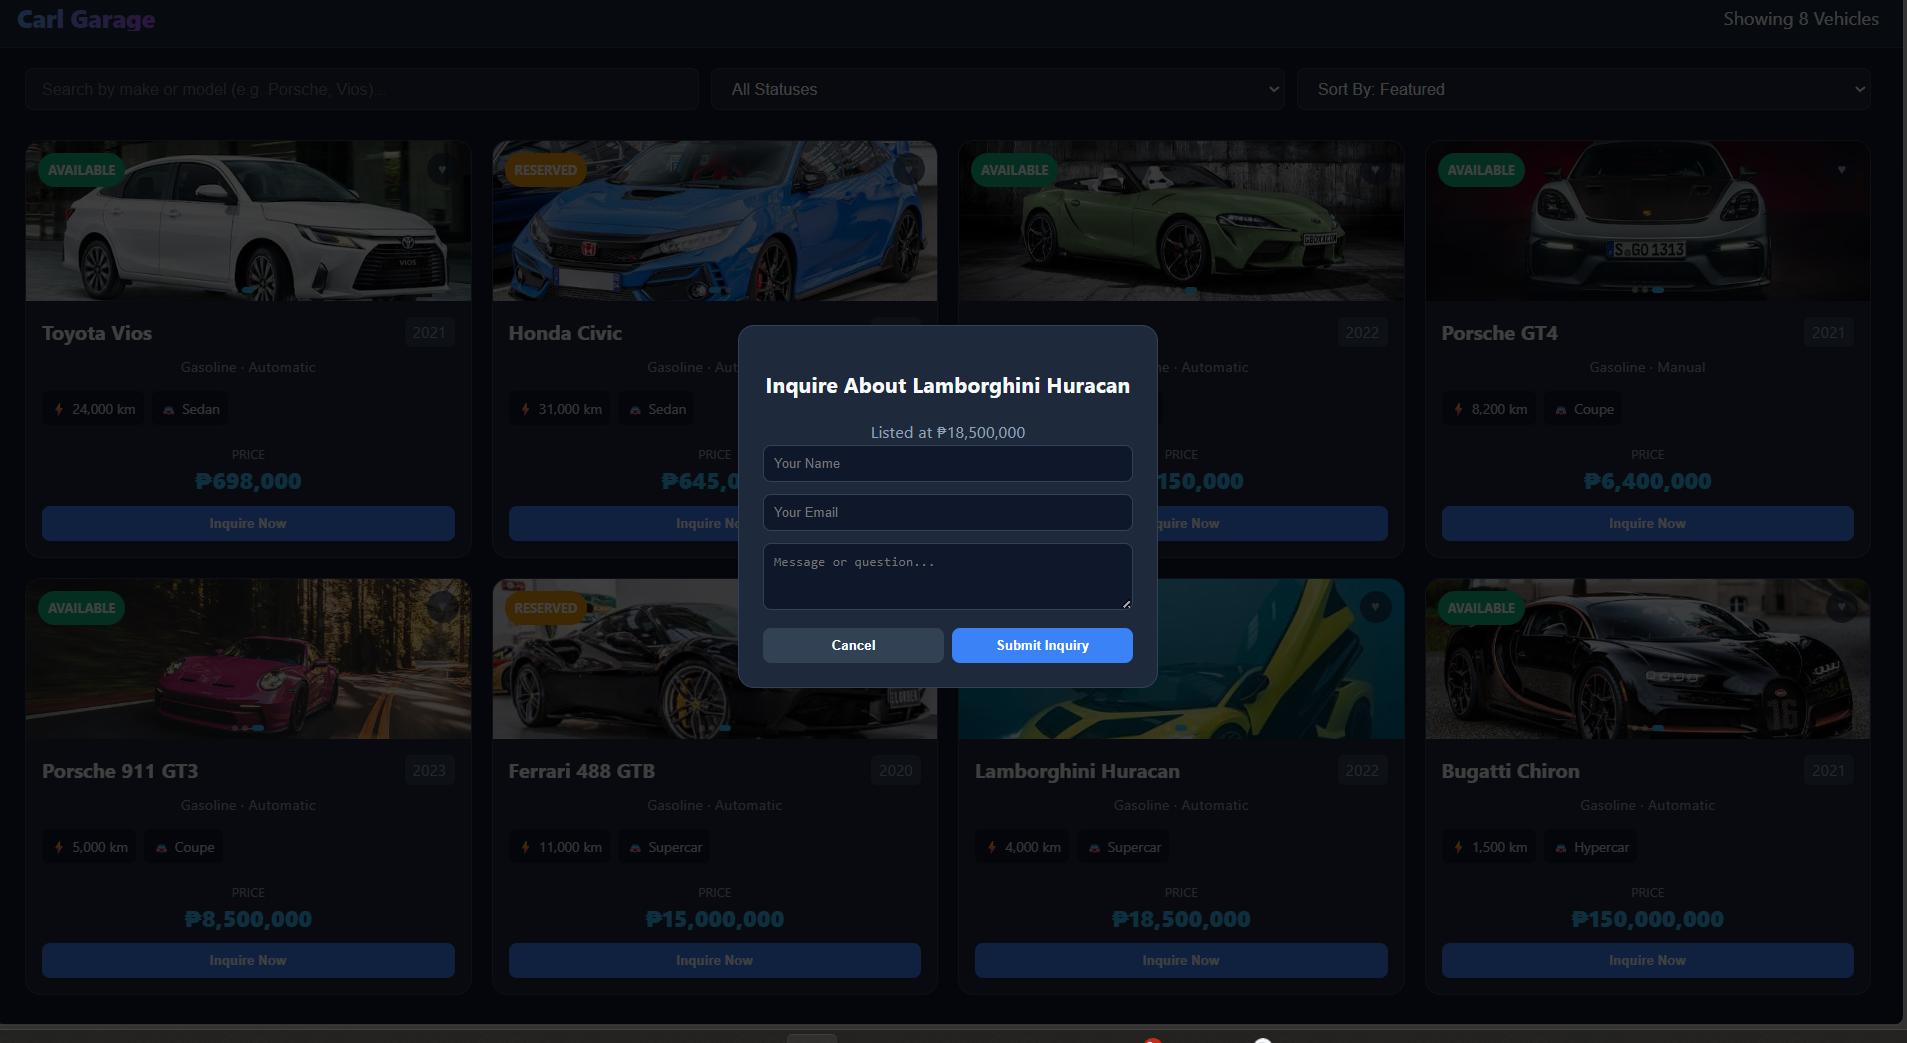 Carl Garage
Showing 8 Vehicles
Search by make or model (e.g. Porsche, Vios)...
All Statuses
Sort By: Featured
AVAILABLE
RESERVED
AVAILABLE
AVAILABLE
VIOS
S GO 1313
Toyota Vios
2021
Honda Civic
2022
Porsche GT4
2021
Gasoline · Automatic
Gasoline
Automatic
Gasoline · Manual
24,000 km
Sedan
31,000 km
Sedan
8,200 km
Coupe
PRICE
PRICE
PRICE
PRICE
₱698,000
₱645,0
150,000
₱6,400,000
Inquire Now
Inquire
Now
Inquire Now
Inquire About Lamborghini Huracan
Listed at ₱18,500,000
Your Name
Your Email
Message or question...
Cancel
Submit Inquiry
AVAILABLE
RESERVED
AVAILABLE
16
Porsche 911 GT3
2023
Ferrari 488 GTB
2020
Lamborghini Huracan
2022
Bugatti Chiron
2021
Gasoline · Automatic
Gasoline · Automatic
Gasoline · Automatic
Gasoline · Automatic
5,000 km
Coupe
11,000 km
Supercar
4,000 km
Supercar
1,500 km
Hypercar
PRICE
PRICE
PRICE
PRICE
₱8,500,000
₱15,000,000
₱18,500,000
₱150,000,000
Inquire Now
Inquire Now
Inquire Now
Inquire Now